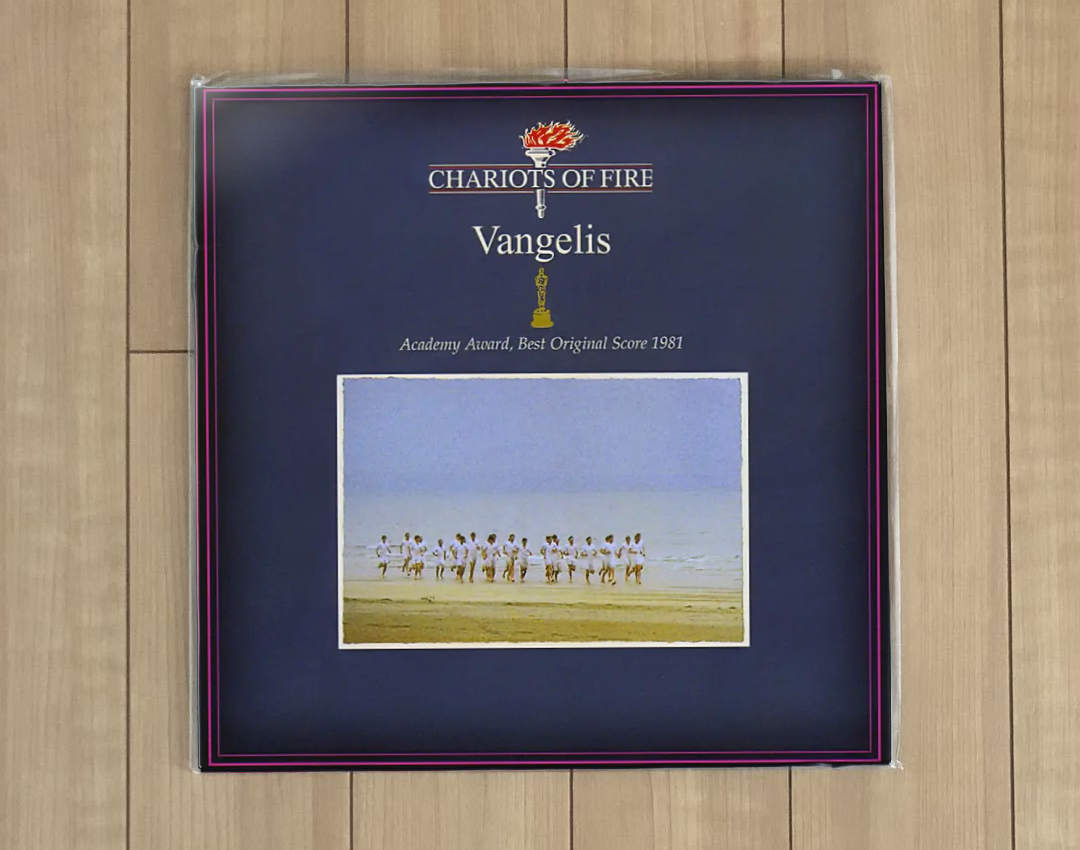 CHARIOTS OF FIRE
Vangelis
Academy Award, Best Original Score 1981